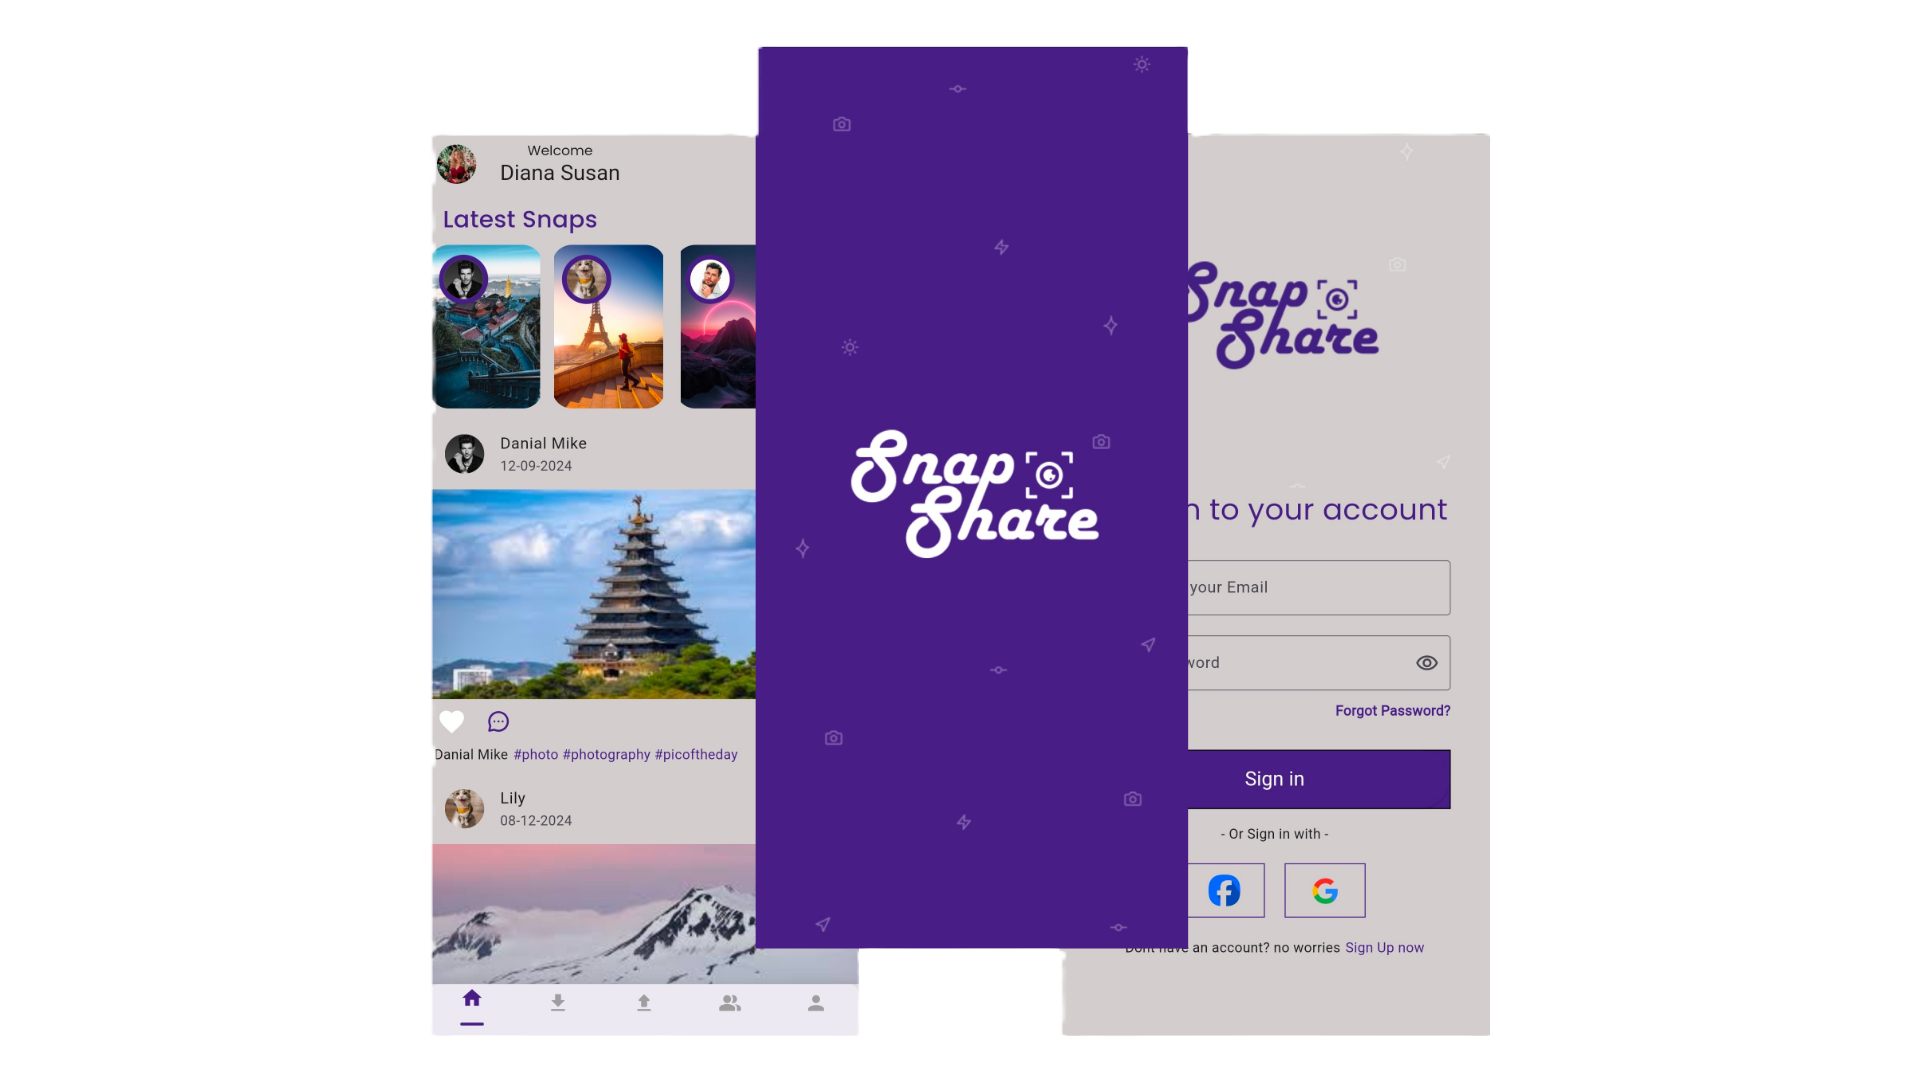 Welcome
Diana Susan
Latest Snaps
Danial Mike
12-09-2024
Danial Mike #photo #photography #picoftheday
Lily
08-12-2024
Snap
Share
Snap
Share
to your account
your Email
Forgot Password?
Sign in
- Or Sign in with -
Dont have an account? no worries Sign Up now